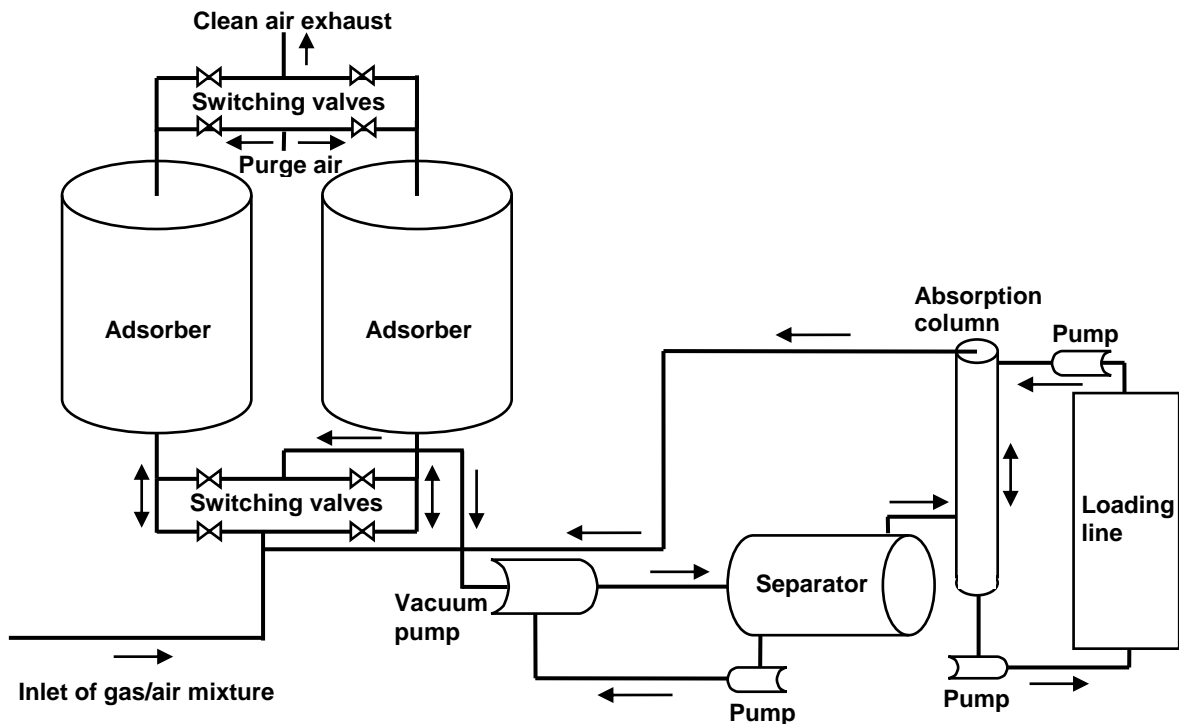 Clean air exhaust
Switching valves
Purge air
Adsorber
Adsorber
Absorption
column
Pump
Switching valves
Loading
line
Separator
Vacuum
pump
Inlet of gas/air mixture
Pump
Pump